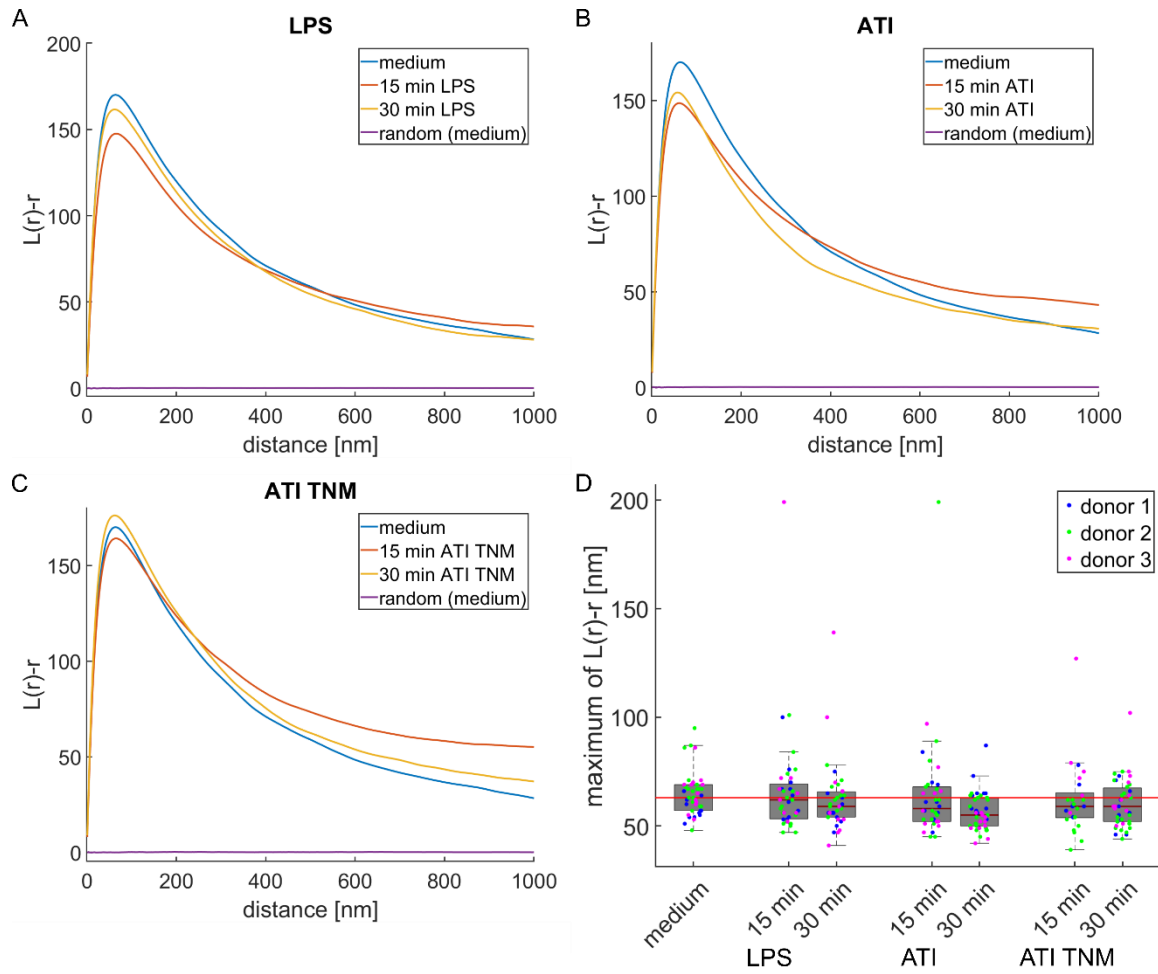 A
LPS
200
150
100
50
0
L(r)-r
0 200 400 600 800 1000
distance [nm]
medium
15 min LPS
30 min LPS
random (medium)
B
ATI
150
100
50
0
L(r)-r
0 200 400 600 800 1000
distance [nm]
medium
15 min ATI
30 min ATI
random (medium)
C
ATI TNM
150
100
50
0
L(r)-r
0 200 400 600 800 1000
distance [nm]
medium
15 min ATI TNM
30 min ATI TNM
random (medium)
D
200
150
100
50
maximum of L(r)-r [nm]
donor 1
donor 2
donor 3
medium 15 min 30 min 15 min 30 min 15 min 30 min
LPS ATI ATI TNM